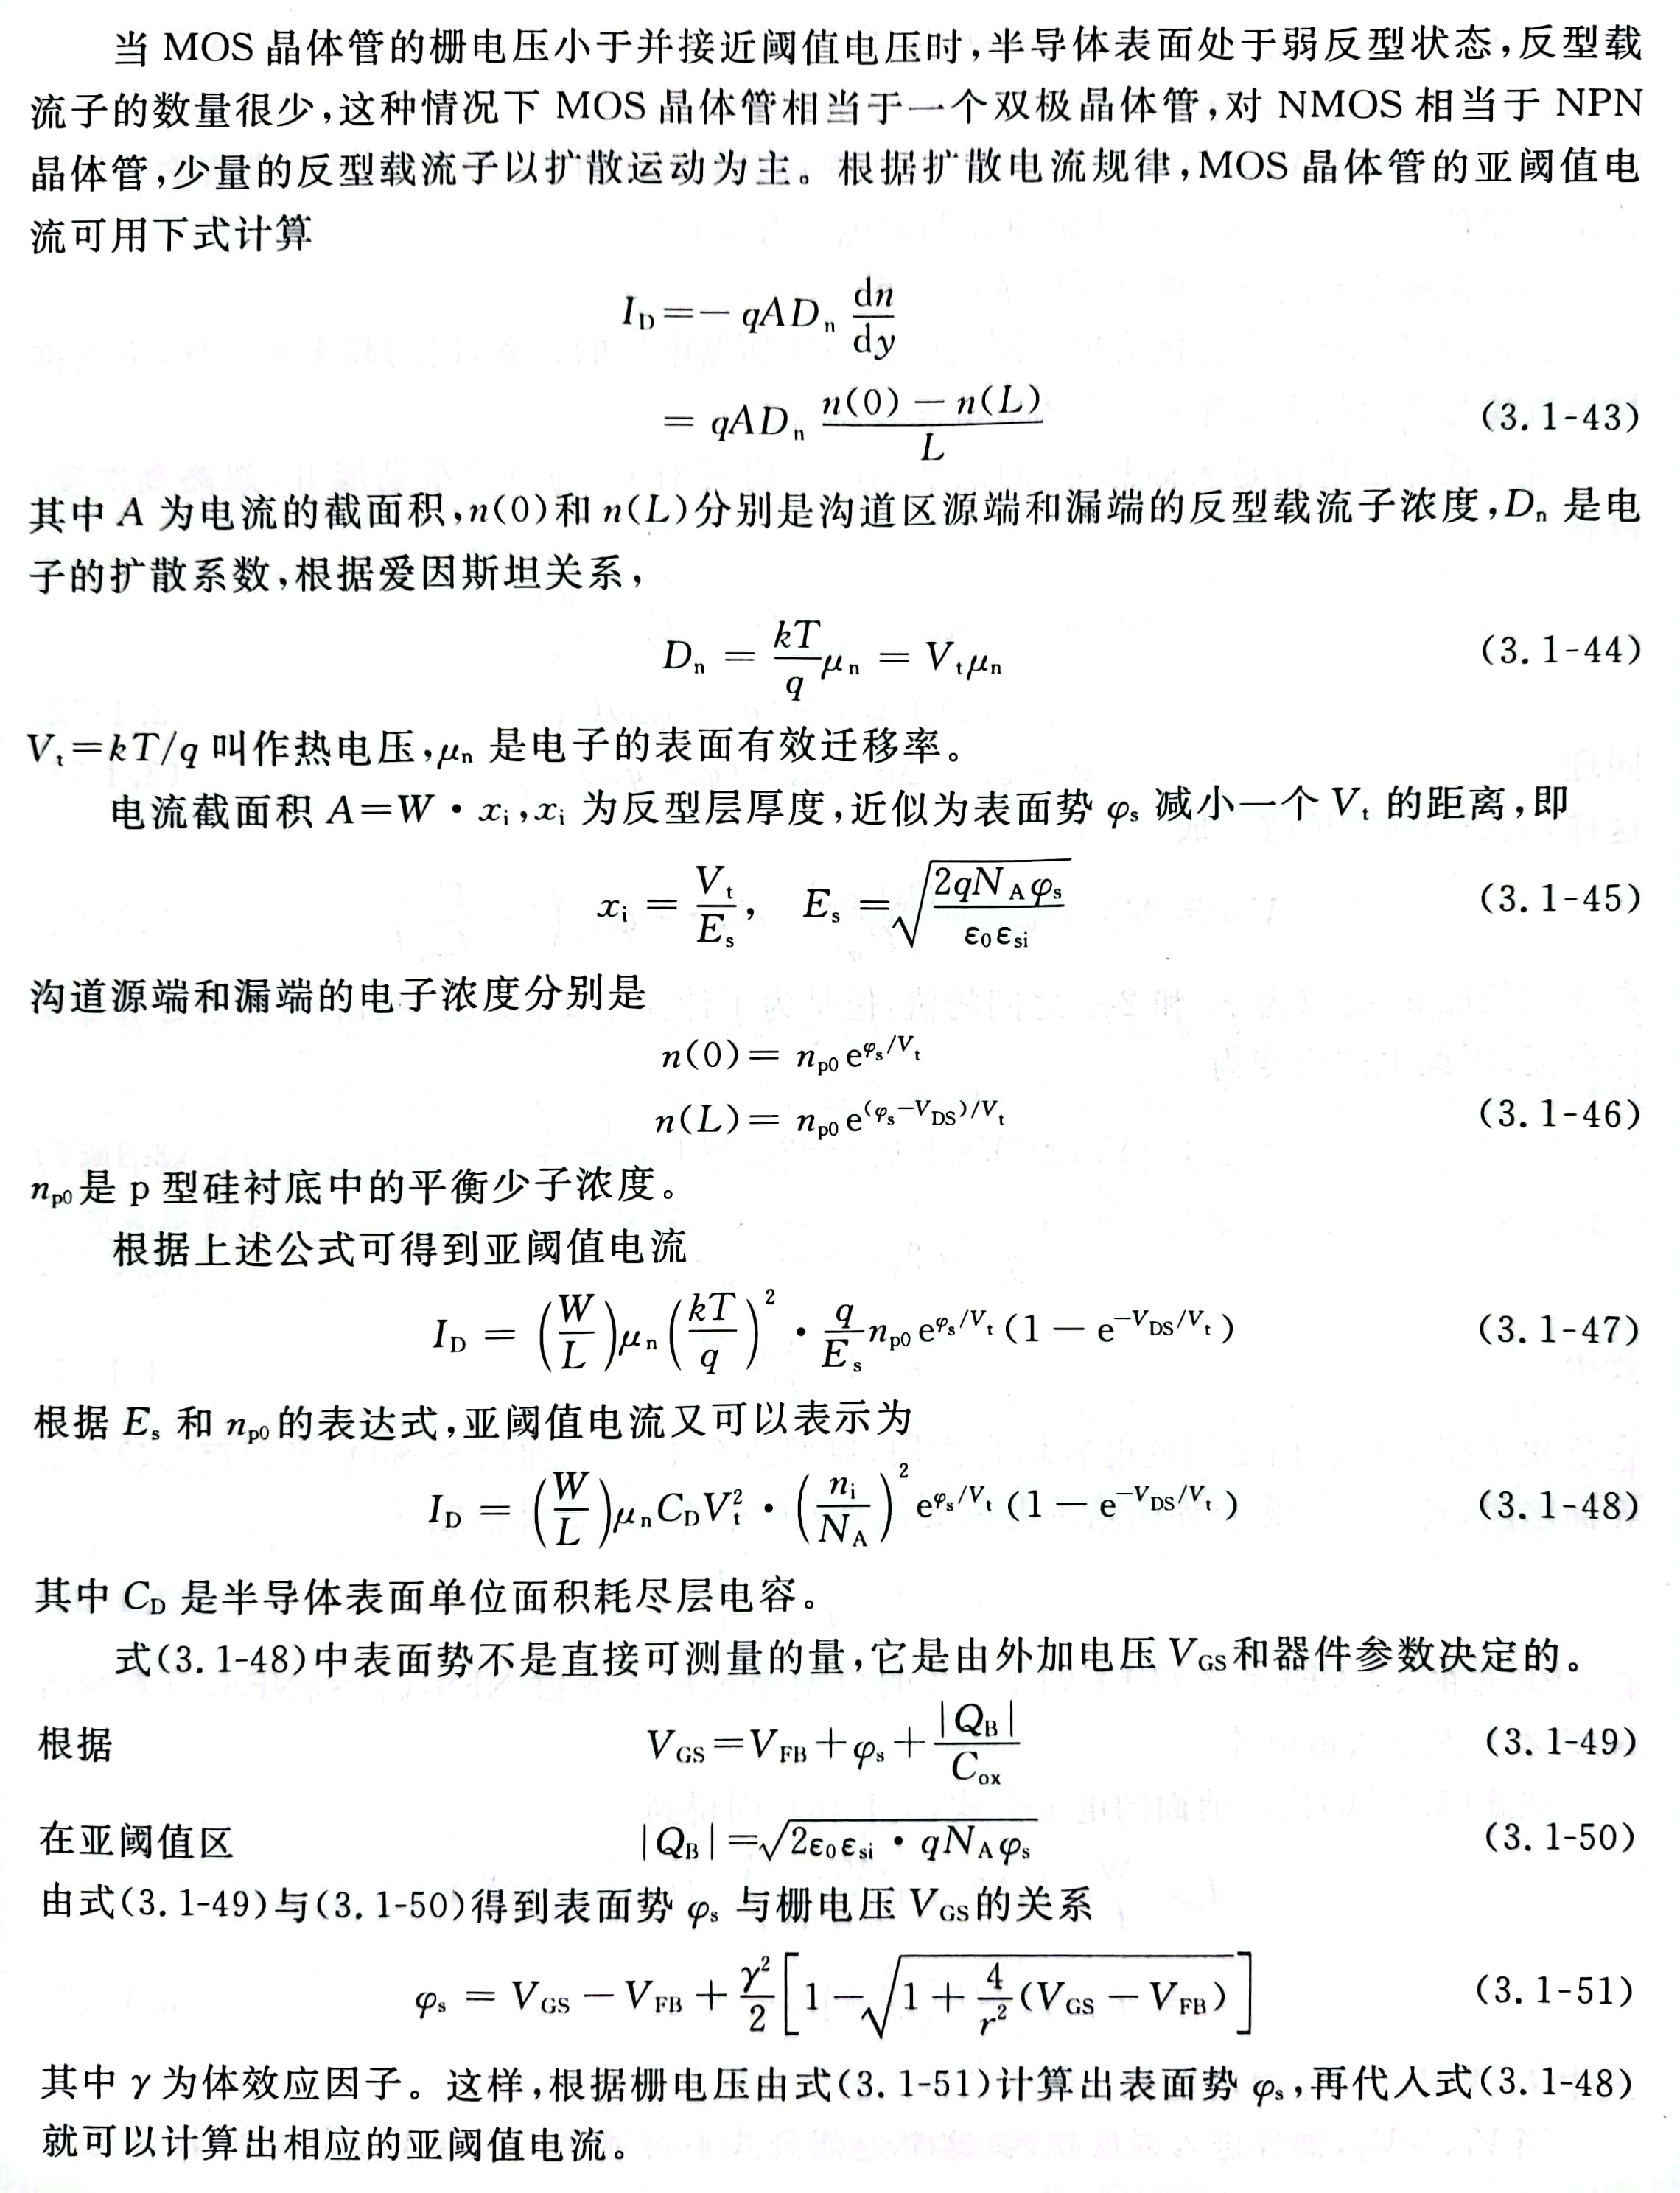 当 MOS 晶体管的栅电压小于并接近阈值电压时,半导体表面处于弱反型状态,反型载
流子的数量很少,这种情况下 MOS 晶体管相当于一个双极晶体管,对 NMOS 相当于 NPN
晶体管,少量的反型载流子以扩散运动为主。根据扩散电流规律,MOS 晶体管的亚阈值电
流可用下式计算
$I_D = -qAD_n \frac{dn}{dy}$
$= qAD_n \frac{n(0)-n(L)}{L}$ (3.1-43)
其中 A 为电流的截面积,n(0)和 n(L)分别是沟道区源端和漏端的反型载流子浓度,$D_n$ 是电
子的扩散系数,根据爱因斯坦关系,
$D_n = \frac{kT}{q}\mu_n = V_t\mu_n$ (3.1-44)
$V_t=kT/q$ 叫作热电压,$\mu_n$ 是电子的表面有效迁移率。
电流截面积 $A=W \cdot x_i$,$x_i$ 为反型层厚度,近似为表面势 $\varphi_s$ 减小一个 $V_t$ 的距离,即
$x_i = \frac{V_t}{E_s}, \quad E_s = \sqrt{\frac{2qN_A\varphi_s}{\varepsilon_0\varepsilon_{si}}}$ (3.1-45)
沟道源端和漏端的电子浓度分别是
$n(0) = n_{p0}e^{\varphi_s/V_t}$
$n(L) = n_{p0}e^{(\varphi_s-V_{DS})/V_t}$ (3.1-46)
$n_{p0}$是 p 型硅衬底中的平衡少子浓度。
根据上述公式可得到亚阈值电流
$I_D = \left(\frac{W}{L}\right)\mu_n\left(\frac{kT}{q}\right)^2 \cdot \frac{q}{E_s}n_{p0}e^{\varphi_s/V_t}(1-e^{-V_{DS}/V_t})$ (3.1-47)
根据 $E_s$ 和 $n_{p0}$的表达式,亚阈值电流又可以表示为
$I_D = \left(\frac{W}{L}\right)\mu_n C_D V_t^2 \cdot \left(\frac{n_i}{N_A}\right)^2 e^{\varphi_s/V_t}(1-e^{-V_{DS}/V_t})$ (3.1-48)
其中 $C_D$ 是半导体表面单位面积耗尽层电容。
式(3.1-48)中表面势不是直接可测量的量,它是由外加电压 $V_{GS}$和器件参数决定的。
根据 $V_{GS}=V_{FB}+\varphi_s+\frac{|Q_B|}{C_{ox}}$ (3.1-49)
在亚阈值区 $|Q_B|=\sqrt{2\varepsilon_0\varepsilon_{si} \cdot qN_A\varphi_s}$ (3.1-50)
由式(3.1-49)与(3.1-50)得到表面势 $\varphi_s$ 与栅电压 $V_{GS}$的关系
$\varphi_s = V_{GS}-V_{FB}+\frac{\gamma^2}{2}\left[1-\sqrt{1+\frac{4}{r^2}(V_{GS}-V_{FB})}\right]$ (3.1-51)
其中 γ 为体效应因子。这样,根据栅电压由式(3.1-51)计算出表面势 $\varphi_s$,再代入式(3.1-48)
就可以计算出相应的亚阈值电流。